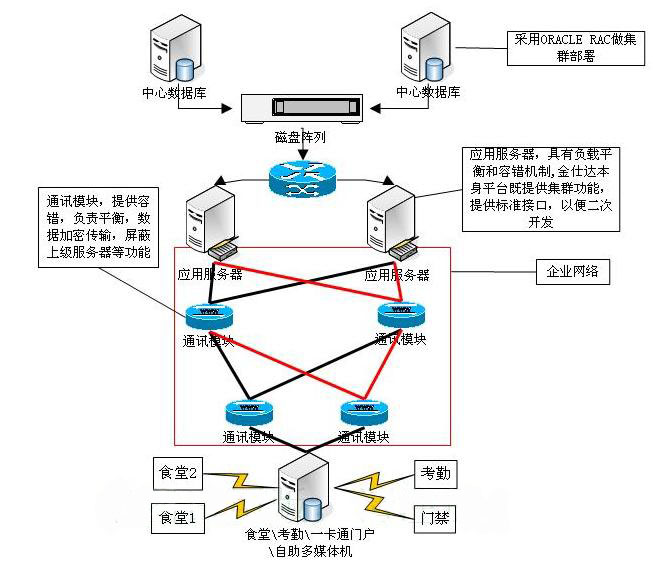 采用ORACLE RAC做集
群部署
中心数据库
中心数据库
磁盘阵列
应用服务器，具有负载平
衡和容错机制,金仕达本
身平台既提供集群功能，
提供标准接口，以便二次
开发
通讯模块，提供容
错，负责平衡，数
据加密传输，屏蔽
上级服务器等功能
应用服务器
应用服务器
企业网络
通讯模块
通讯模块
通讯模块
通讯模块
食堂2
考勤
食堂1
门禁
食堂\考勤\一卡通门户
\自助多媒体机